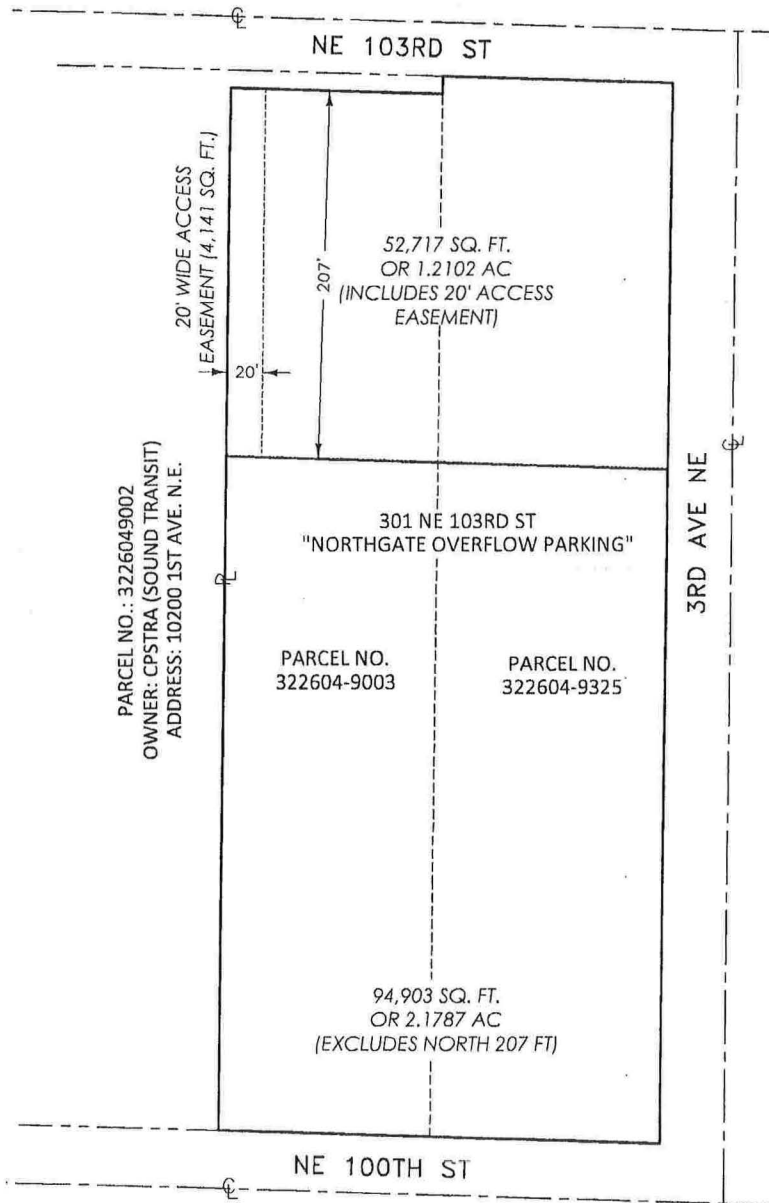 NE 103RD ST
20' WIDE ACCESS
EASEMENT (4,141 SQ. FT.)
207'
20'
52,717 SQ. FT.
OR 1.2102 AC
(INCLUDES 20' ACCESS
EASEMENT)
PARCEL NO.: 3226049002
OWNER: CPSTRA (SOUND TRANSIT)
ADDRESS: 10200 1ST AVE. N.E.
301 NE 103RD ST
"NORTHGATE OVERFLOW PARKING"
3RD AVE NE
PARCEL NO.
322604-9003
PARCEL NO.
322604-9325
94,903 SQ. FT.
OR 2.1787 AC
(EXCLUDES NORTH 207 FT)
NE 100TH ST